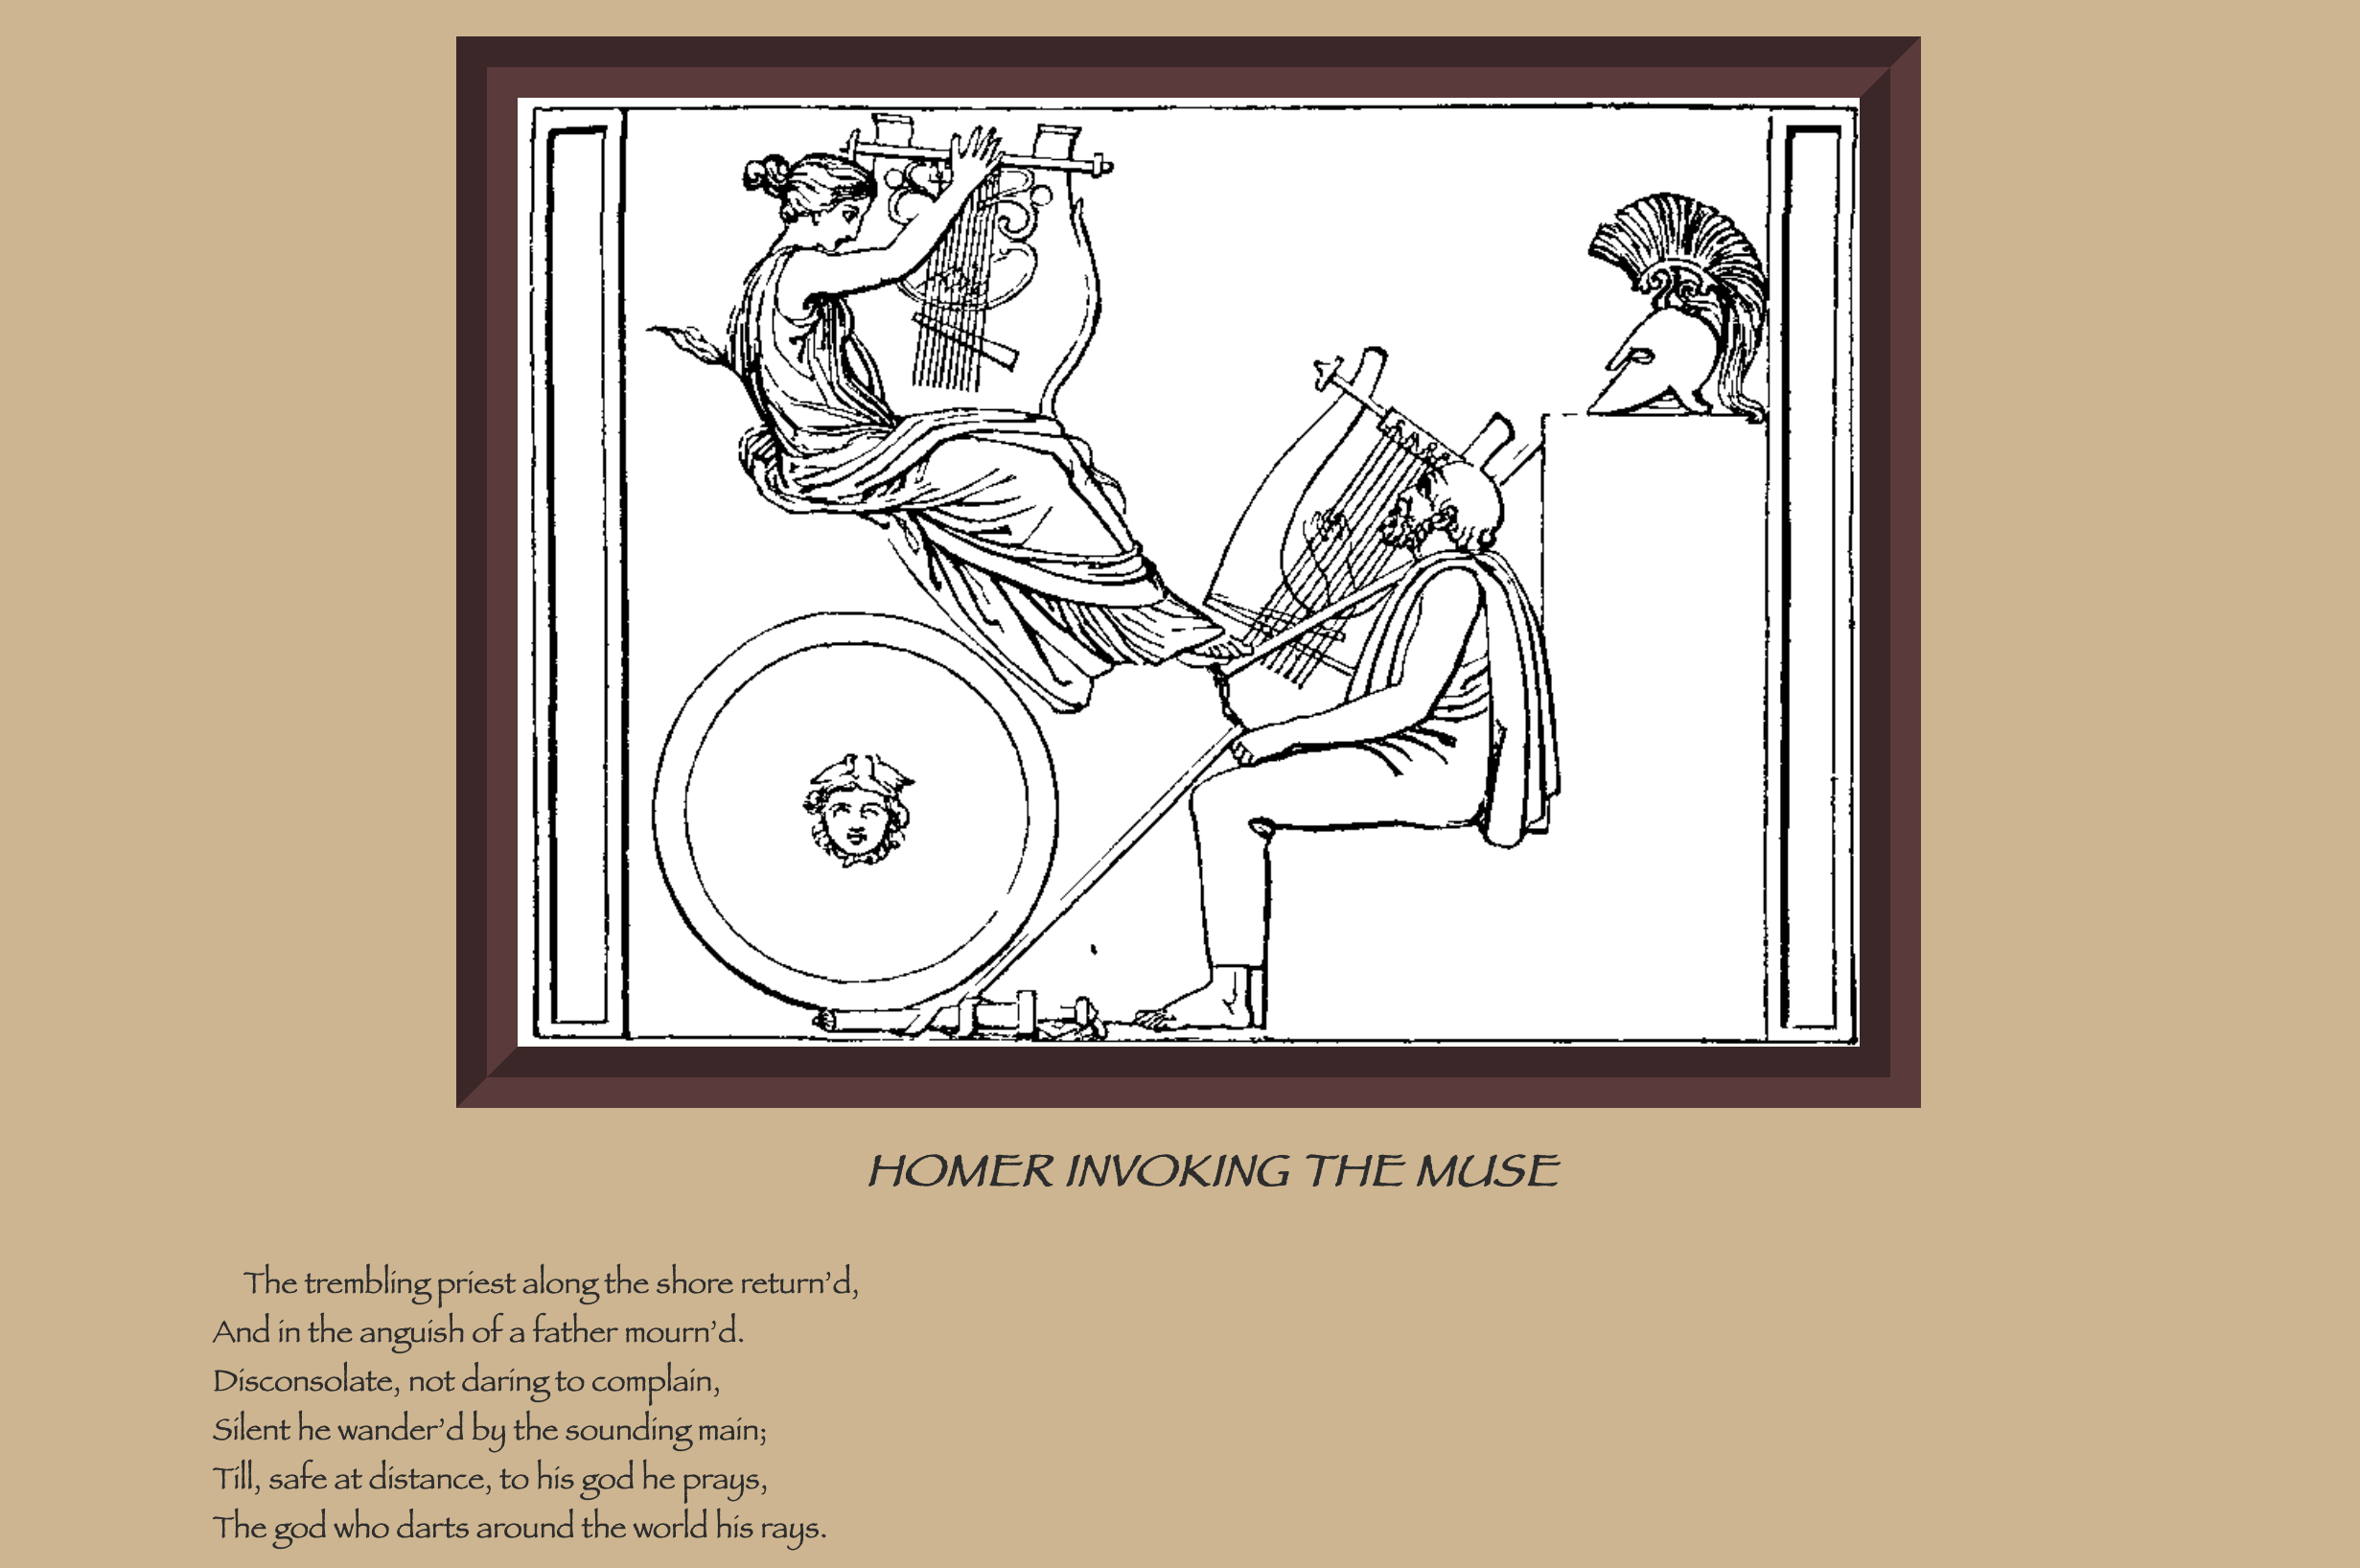 HOMER INVOKING THE MUSE
The trembling priest along the shore return’d,
And in the anguish of a father mourn’d.
Disconsolate, not daring to complain,
Silent he wander’d by the sounding main;
Till, safe at distance, to his god he prays,
The god who darts around the world his rays.